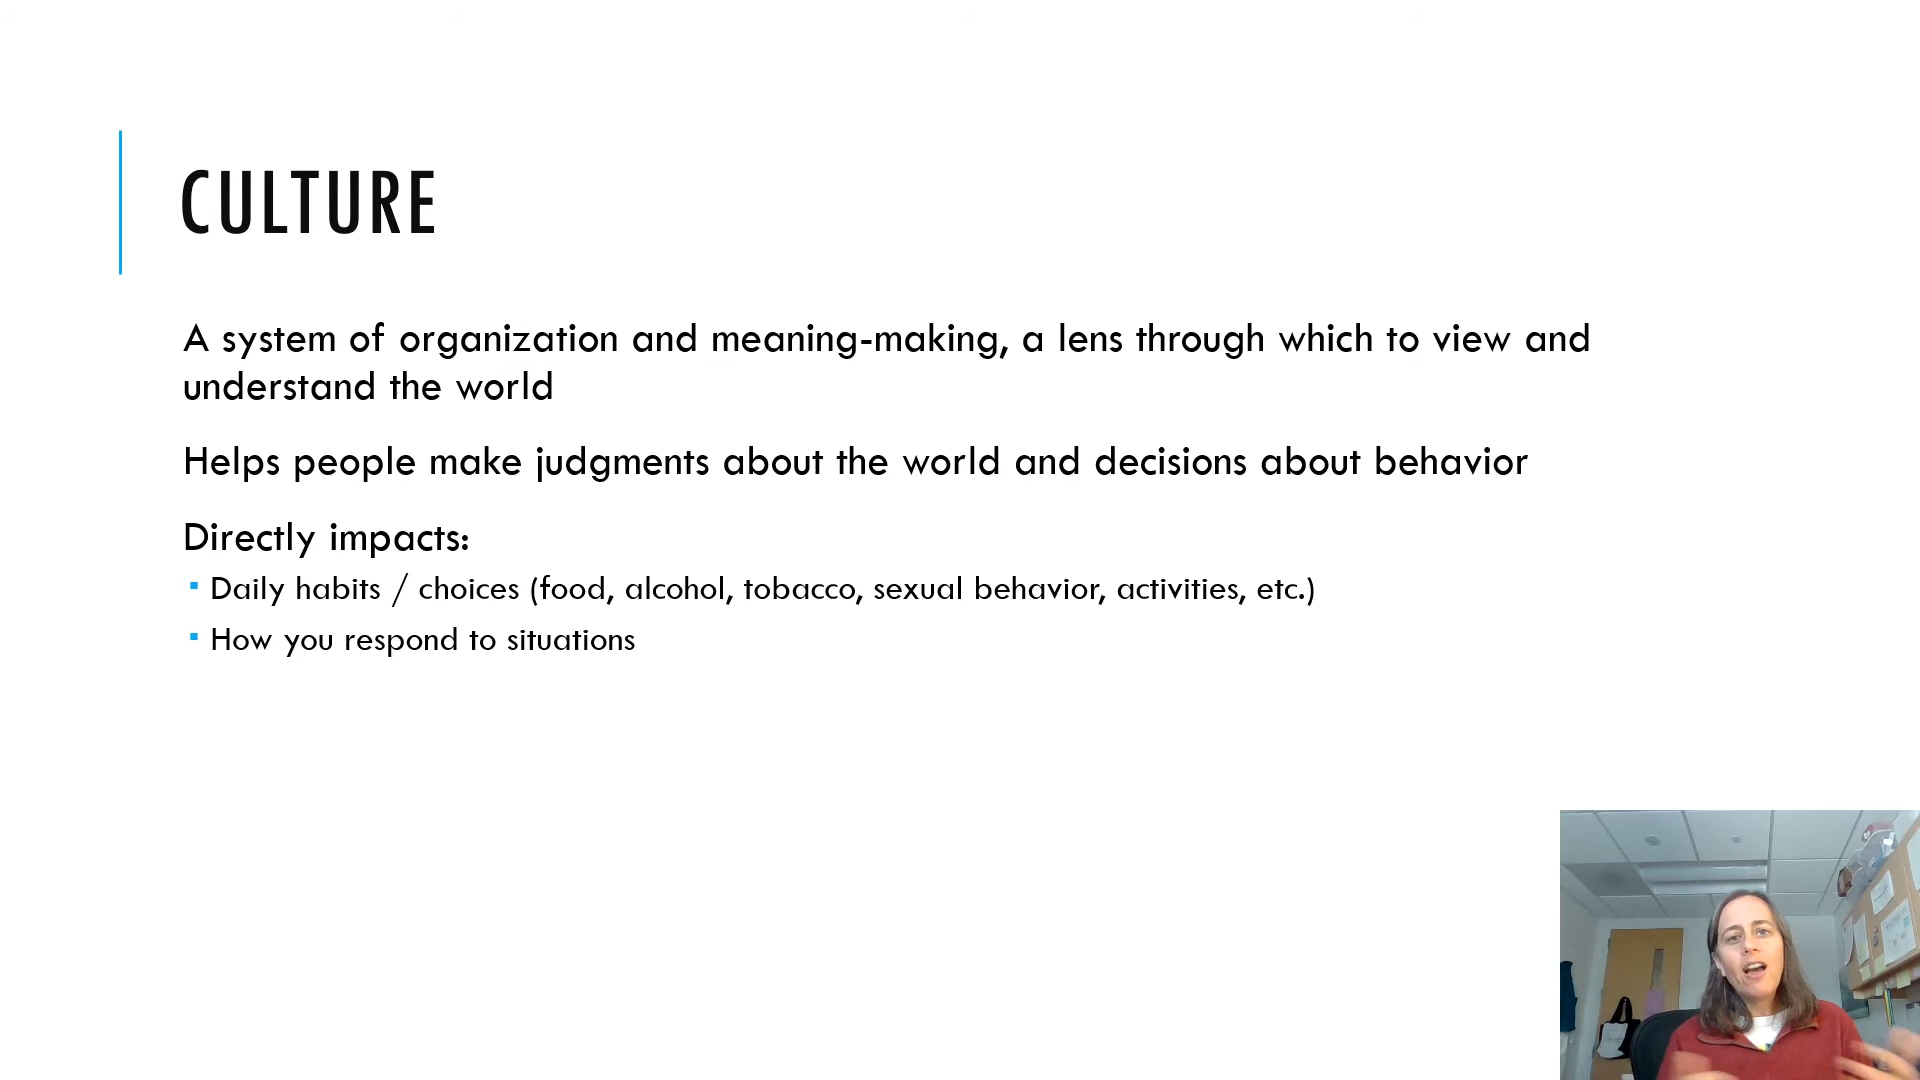 CULTURE
A system of organization and meaning-making, a lens through which to view and
understand the world
Helps people make judgments about the world and decisions about behavior
Directly impacts:
▪ Daily habits / choices (food, alcohol, tobacco, sexual behavior, activities, etc.)
▪ How you respond to situations